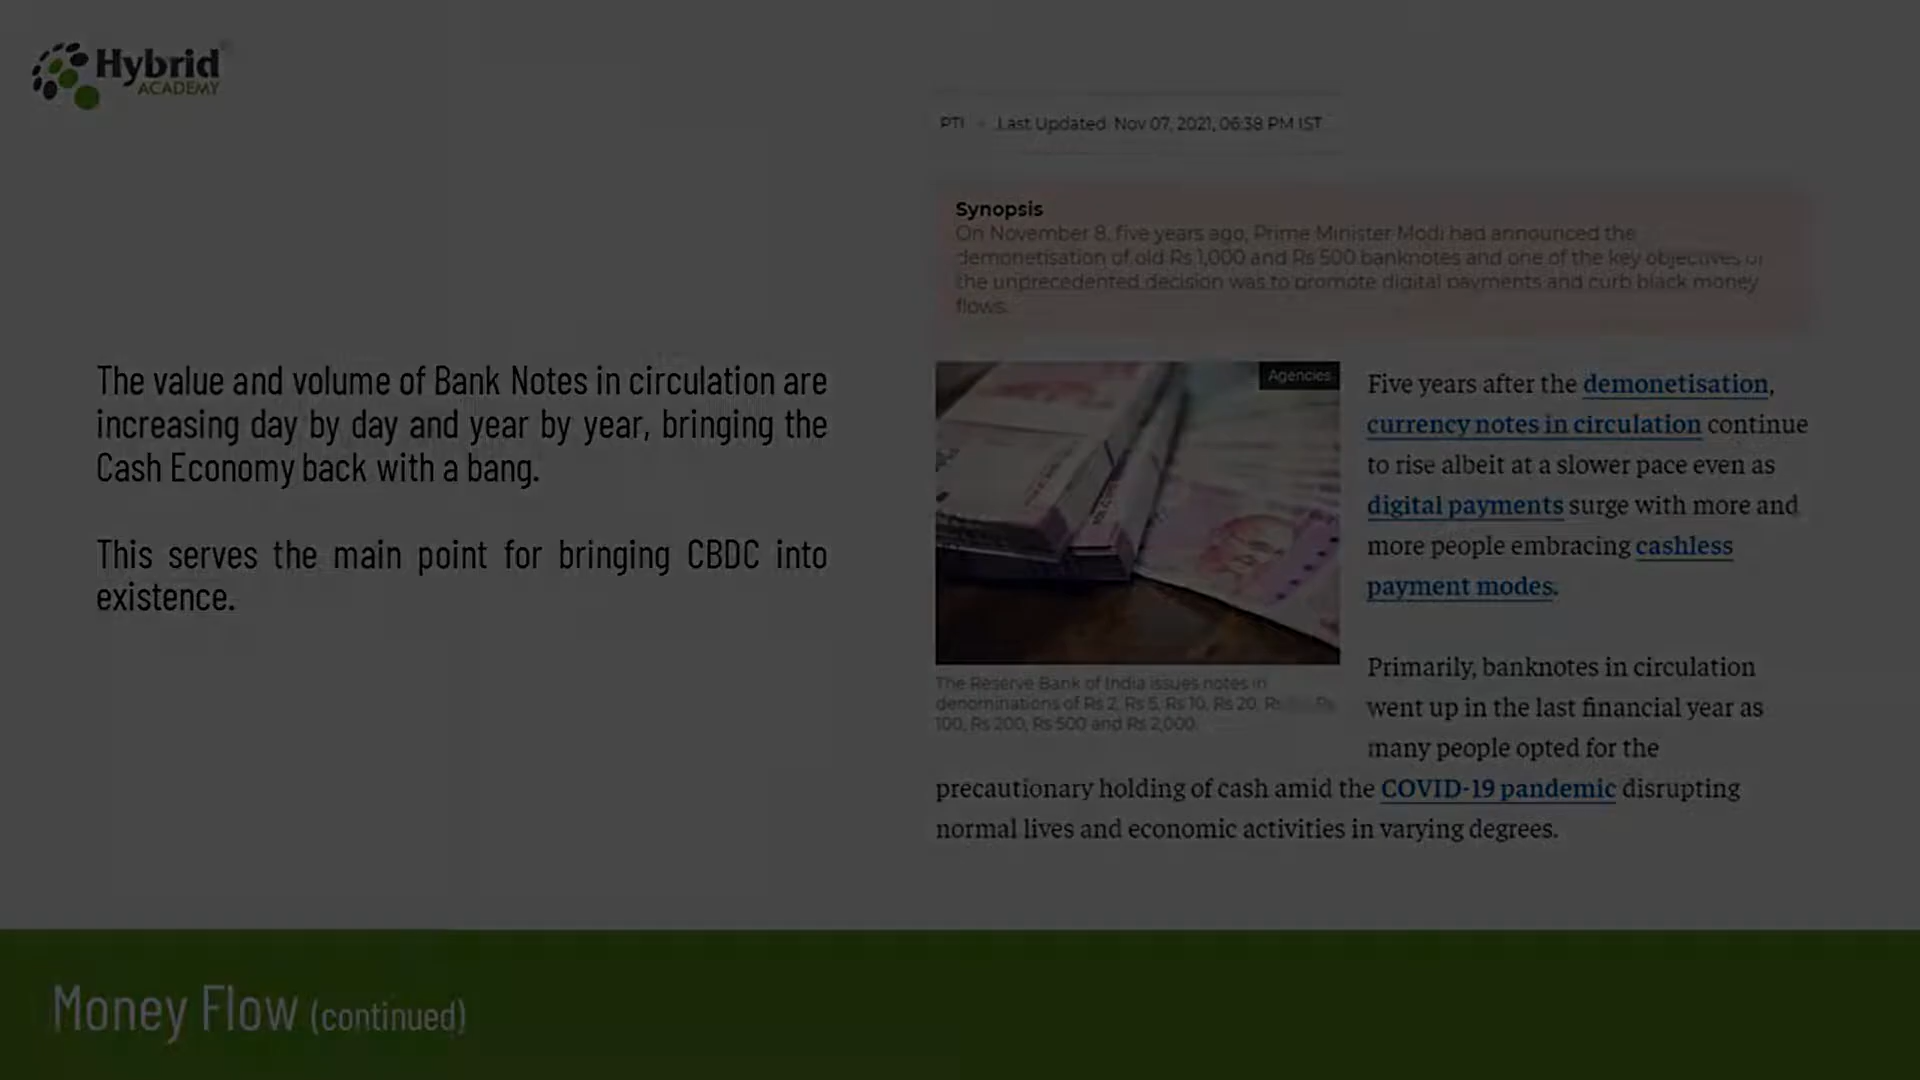 Hybrid
ACADEMY
The value and volume of Bank Notes in circulation are
increasing day by day and year by year, bringing the
Cash Economy back with a bang.
This serves the main point for bringing CBDC into
existence.
PTI • Last Updated: Nov 07, 2021, 06:38 PM IST
Synopsis
On November 8, five years ago, Prime Minister Modi had announced the
demonetisation of old Rs 1,000 and Rs 500 banknotes and one of the key objectives of
the unprecedented decision was to promote digital payments and curb black money
flows.
Agencies
The Reserve Bank of India issues notes in
denominations of Rs 2, Rs 5, Rs 10, Rs 20, Rs
100, Rs 200, Rs 500 and Rs 2,000.
Five years after the demonetisation,
currency notes in circulation continue
to rise albeit at a slower pace even as
digital payments surge with more and
more people embracing cashless
payment modes.
Primarily, banknotes in circulation
went up in the last financial year as
many people opted for the
precautionary holding of cash amid the COVID-19 pandemic disrupting
normal lives and economic activities in varying degrees.
Money Flow (continued)